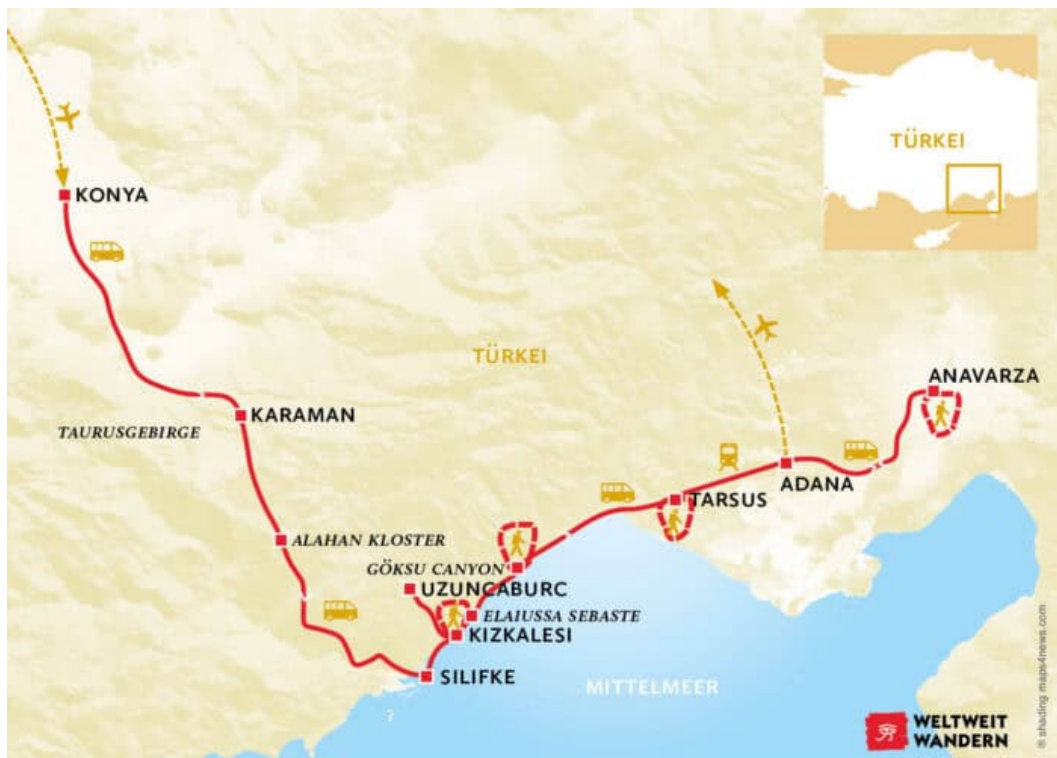 TÜRKEI
KONYA
TÜRKEI
ANAVARZA
KARAMAN
TAURUSGEBIRGE
ADANA
TARSUS
ALAHAN KLOSTER
GÖKSU CANYON
UZUNCABURC
ELAIUSSA SEBASTE
KIZKALESI
SILIFKE
MITTELMEER
?
WELTWEIT
WANDERN
® shading maps4news.com